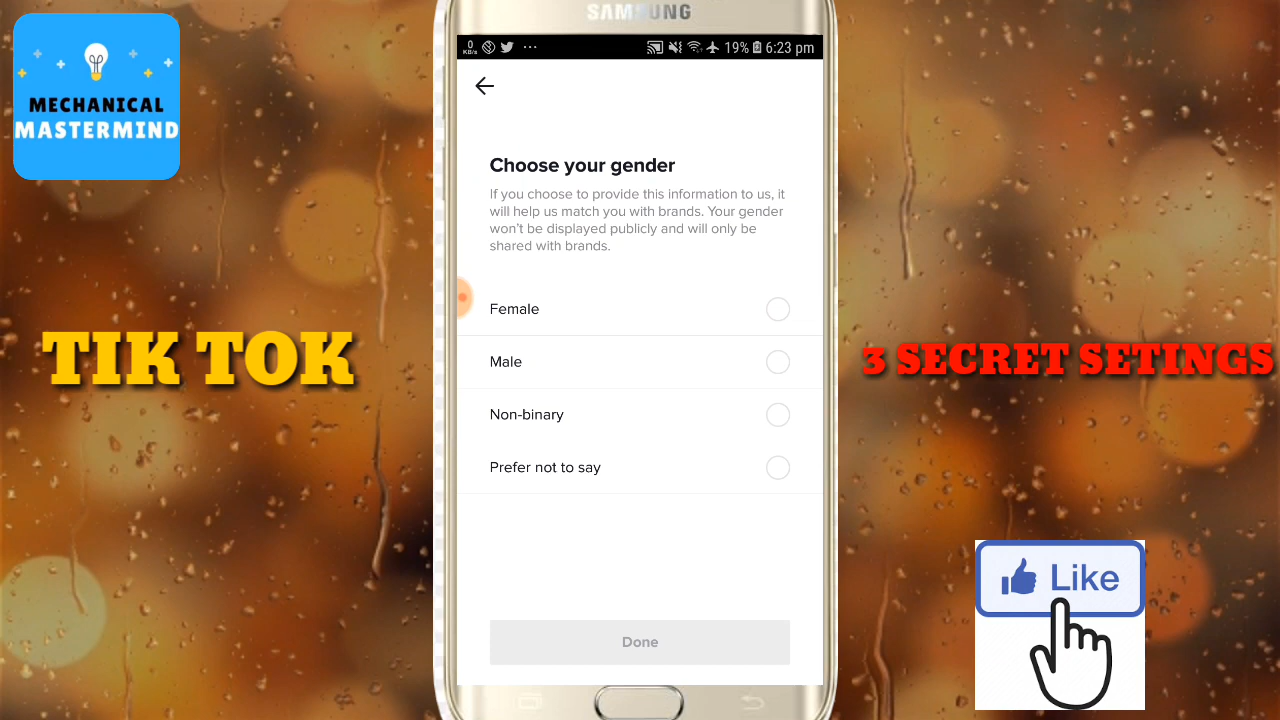 MECHANICAL
MASTERMIND
TIK TOK
SAMSUNG
0
KB/s
... 19% 6:23 pm
Choose your gender
If you choose to provide this information to us, it
will help us match you with brands. Your gender
won't be displayed publicly and will only be
shared with brands.
Female
Male
Non-binary
Prefer not to say
Done
3 SECRET SETINGS
Like